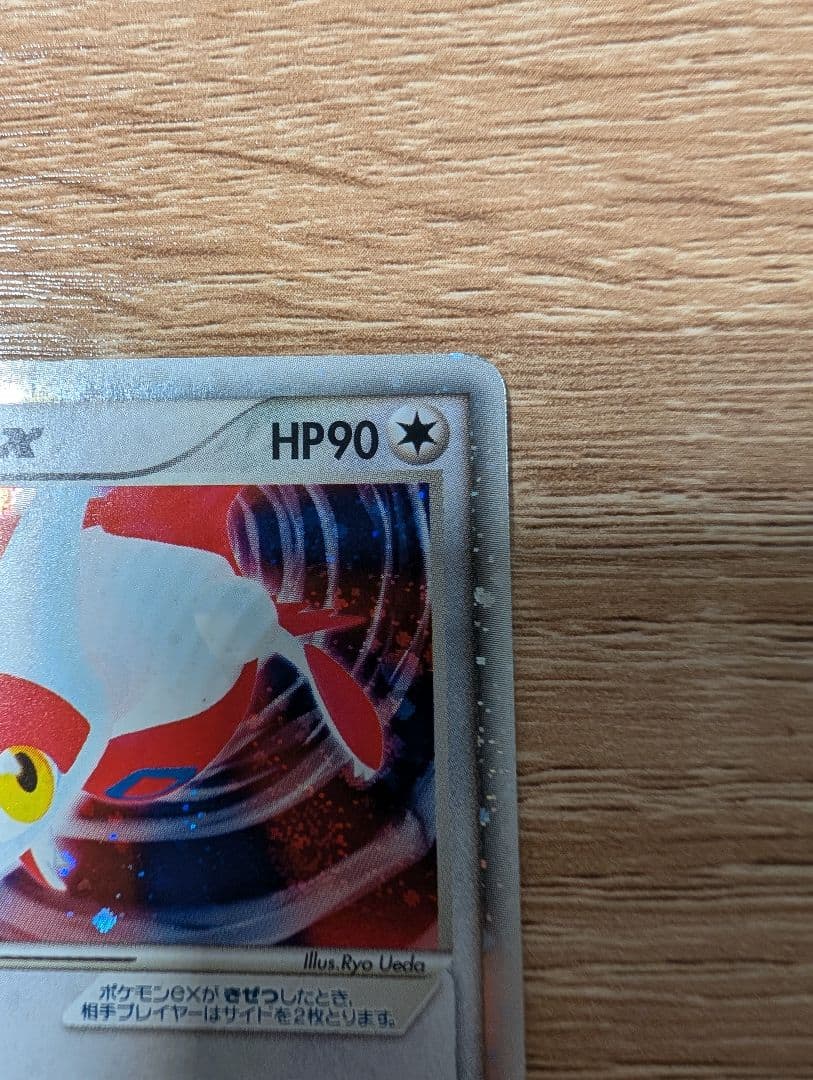 ex
HP90
Illus.Ryo Ueda
ポケモンexが きぜつしたとき、
相手プレイヤーはサイドを2枚とります。